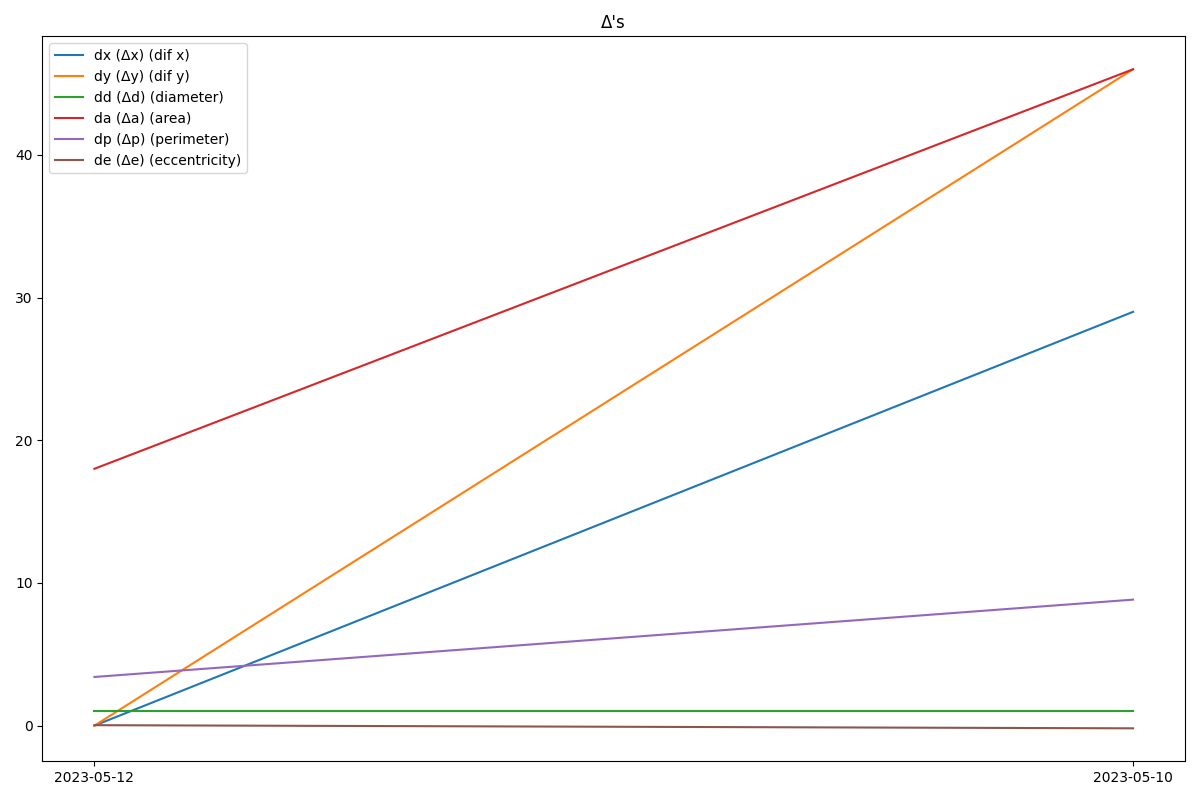 Δ's
dx (Δx) (dif x)
dy (Δy) (dif y)
dd (Δd) (diameter)
da (Δa) (area)
dp (Δp) (perimeter)
de (Δe) (eccentricity)
40
30
20
10
0
2023-05-12
2023-05-10